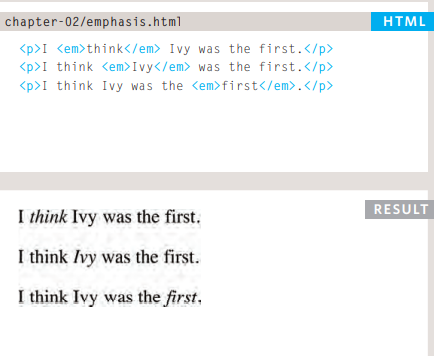 chapter-02/emphasis.html HTML
<p>I <em>think</em> Ivy was the first.</p>
<p>I think <em>Ivy</em> was the first.</p>
<p>I think Ivy was the <em>first</em>.</p>
RESULT
I think Ivy was the first.
I think Ivy was the first.
I think Ivy was the first.